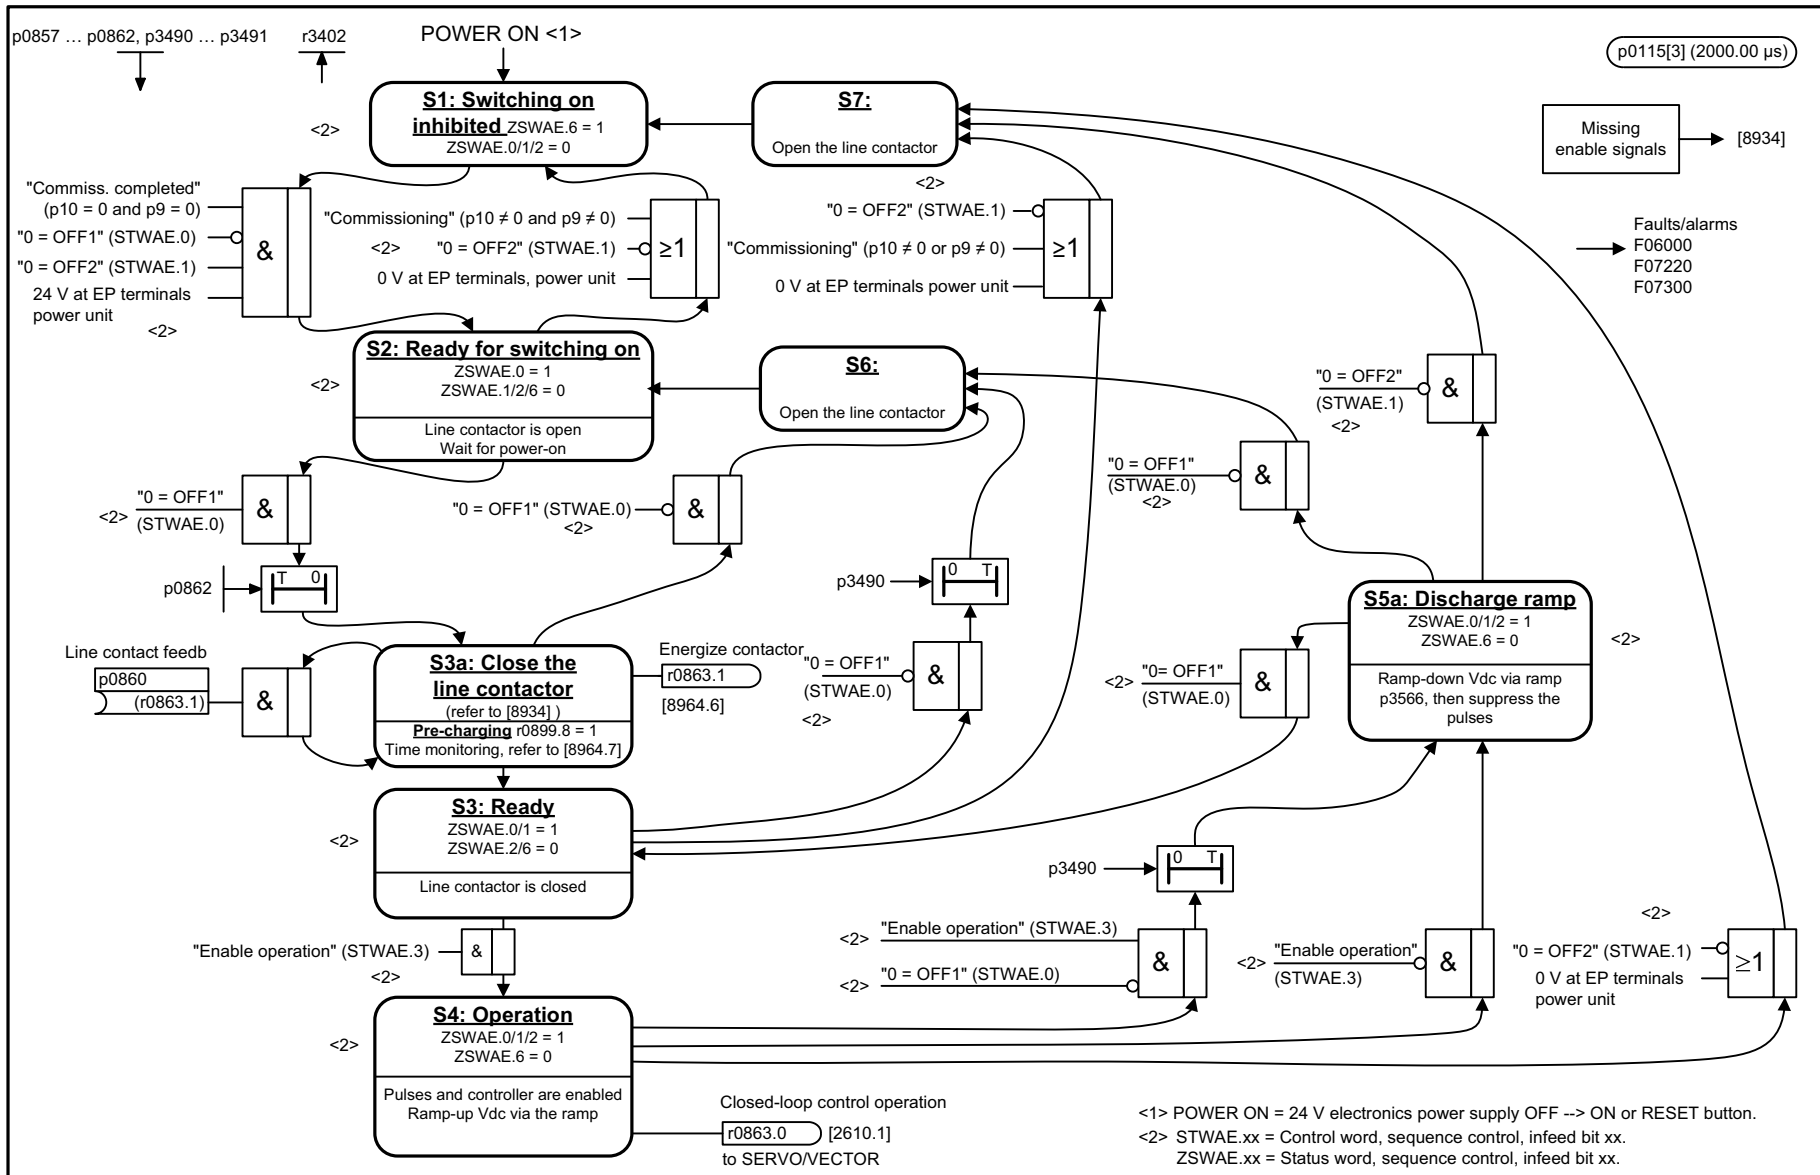 p0857 … p0862, p3490 … p3491
r3402
POWER ON <1>
p0115[3] (2000.00 µs)
S1: Switching on
inhibited ZSWAE.6 = 1
ZSWAE.0/1/2 = 0
<2>
S7:
Open the line contactor
Missing
enable signals
[8934]
"Commiss. completed"
(p10 = 0 and p9 = 0)
"0 = OFF1" (STWAE.0)
"0 = OFF2" (STWAE.1)
24 V at EP terminals
power unit
<2>
&
"Commissioning" (p10 ≠ 0 and p9 ≠ 0)
<2> "0 = OFF2" (STWAE.1)
0 V at EP terminals, power unit
≥1
<2>
"0 = OFF2" (STWAE.1)
"Commissioning" (p10 ≠ 0 or p9 ≠ 0)
0 V at EP terminals power unit
≥1
Faults/alarms
F06000
F07220
F07300
S2: Ready for switching on
ZSWAE.0 = 1
ZSWAE.1/2/6 = 0
Line contactor is open
Wait for power-on
<2>
S6:
Open the line contactor
"0 = OFF2"
(STWAE.1)
<2>
&
"0 = OFF1"
<2> (STWAE.0)
&
"0 = OFF1" (STWAE.0)
<2>
&
"0 = OFF1"
(STWAE.0)
<2>
&
p0862
T 0
p3490
0 T
S5a: Discharge ramp
ZSWAE.0/1/2 = 1
ZSWAE.6 = 0
Ramp-down Vdc via ramp
p3566, then suppress the
pulses
<2>
Line contact feedb
p0860
(r0863.1)
&
S3a: Close the
line contactor
(refer to [8934] )
Pre-charging r0899.8 = 1
Time monitoring, refer to [8964.7]
Energize contactor
r0863.1
[8964.6]
"0 = OFF1"
(STWAE.0)
<2>
&
"0= OFF1"
<2> (STWAE.0)
&
S3: Ready
ZSWAE.0/1 = 1
ZSWAE.2/6 = 0
Line contactor is closed
<2>
p3490
0 T
"Enable operation" (STWAE.3)
<2>
&
<2> "Enable operation" (STWAE.3)
<2> "0 = OFF1" (STWAE.0)
&
<2> "Enable operation"
(STWAE.3)
&
<2>
"0 = OFF2" (STWAE.1)
0 V at EP terminals
power unit
≥1
S4: Operation
ZSWAE.0/1/2 = 1
ZSWAE.6 = 0
Pulses and controller are enabled
Ramp-up Vdc via the ramp
<2>
Closed-loop control operation
r0863.0 [2610.1]
to SERVO/VECTOR
<1> POWER ON = 24 V electronics power supply OFF --> ON or RESET button.
<2> STWAE.xx = Control word, sequence control, infeed bit xx.
ZSWAE.xx = Status word, sequence control, infeed bit xx.